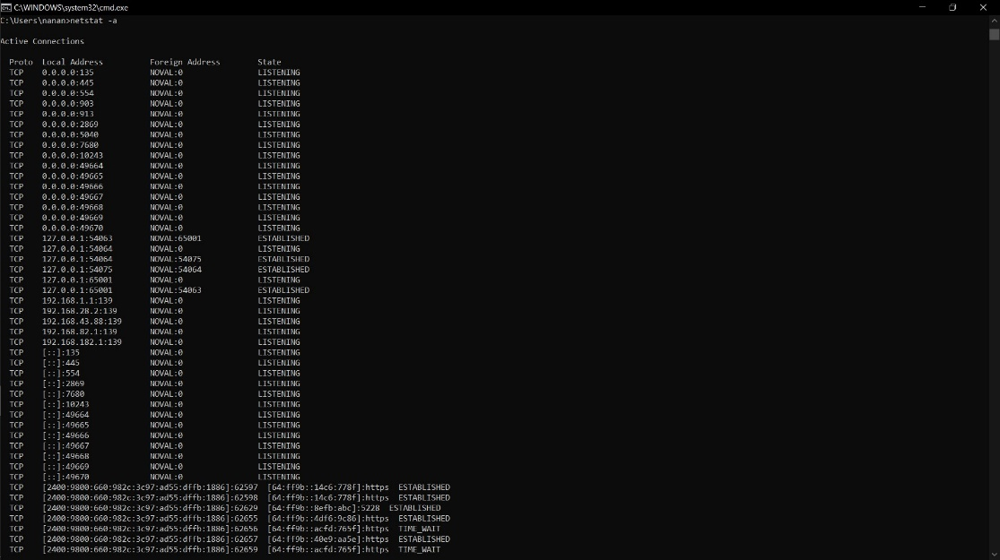 C:\WINDOWS\system32\cmd.exe
C:\Users\nanan>netstat -a
Active Connections
Proto  Local Address          Foreign Address        State
TCP    0.0.0.0:135            NOVAL:0                LISTENING
TCP    0.0.0.0:445            NOVAL:0                LISTENING
TCP    0.0.0.0:554            NOVAL:0                LISTENING
TCP    0.0.0.0:903            NOVAL:0                LISTENING
TCP    0.0.0.0:913            NOVAL:0                LISTENING
TCP    0.0.0.0:2869           NOVAL:0                LISTENING
TCP    0.0.0.0:5040           NOVAL:0                LISTENING
TCP    0.0.0.0:7680           NOVAL:0                LISTENING
TCP    0.0.0.0:10243          NOVAL:0                LISTENING
TCP    0.0.0.0:49664          NOVAL:0                LISTENING
TCP    0.0.0.0:49665          NOVAL:0                LISTENING
TCP    0.0.0.0:49666          NOVAL:0                LISTENING
TCP    0.0.0.0:49667          NOVAL:0                LISTENING
TCP    0.0.0.0:49668          NOVAL:0                LISTENING
TCP    0.0.0.0:49669          NOVAL:0                LISTENING
TCP    0.0.0.0:49670          NOVAL:0                LISTENING
TCP    127.0.0.1:54063        NOVAL:65001            ESTABLISHED
TCP    127.0.0.1:54064        NOVAL:0                LISTENING
TCP    127.0.0.1:54064        NOVAL:54075            ESTABLISHED
TCP    127.0.0.1:54075        NOVAL:54064            ESTABLISHED
TCP    127.0.0.1:65001        NOVAL:0                LISTENING
TCP    127.0.0.1:65001        NOVAL:54063            ESTABLISHED
TCP    192.168.1.1:139        NOVAL:0                LISTENING
TCP    192.168.28.2:139       NOVAL:0                LISTENING
TCP    192.168.43.88:139      NOVAL:0                LISTENING
TCP    192.168.82.1:139       NOVAL:0                LISTENING
TCP    192.168.182.1:139      NOVAL:0                LISTENING
TCP    [::]:135               NOVAL:0                LISTENING
TCP    [::]:445               NOVAL:0                LISTENING
TCP    [::]:554               NOVAL:0                LISTENING
TCP    [::]:2869              NOVAL:0                LISTENING
TCP    [::]:7680              NOVAL:0                LISTENING
TCP    [::]:10243             NOVAL:0                LISTENING
TCP    [::]:49664             NOVAL:0                LISTENING
TCP    [::]:49665             NOVAL:0                LISTENING
TCP    [::]:49666             NOVAL:0                LISTENING
TCP    [::]:49667             NOVAL:0                LISTENING
TCP    [::]:49668             NOVAL:0                LISTENING
TCP    [::]:49669             NOVAL:0                LISTENING
TCP    [::]:49670             NOVAL:0                LISTENING
TCP    [2400:9800:660:982c:3c97:ad55:dffb:1886]:62597  [64:ff9b::14c6:778f]:https  ESTABLISHED
TCP    [2400:9800:660:982c:3c97:ad55:dffb:1886]:62598  [64:ff9b::14c6:778f]:https  ESTABLISHED
TCP    [2400:9800:660:982c:3c97:ad55:dffb:1886]:62629  [64:ff9b::8efb:abc]:5228  ESTABLISHED
TCP    [2400:9800:660:982c:3c97:ad55:dffb:1886]:62655  [64:ff9b::4df6:9c86]:https  ESTABLISHED
TCP    [2400:9800:660:982c:3c97:ad55:dffb:1886]:62656  [64:ff9b::acfd:765f]:https  TIME_WAIT
TCP    [2400:9800:660:982c:3c97:ad55:dffb:1886]:62657  [64:ff9b::40e9:aa5e]:https  ESTABLISHED
TCP    [2400:9800:660:982c:3c97:ad55:dffb:1886]:62659  [64:ff9b::acfd:765f]:https  TIME_WAIT